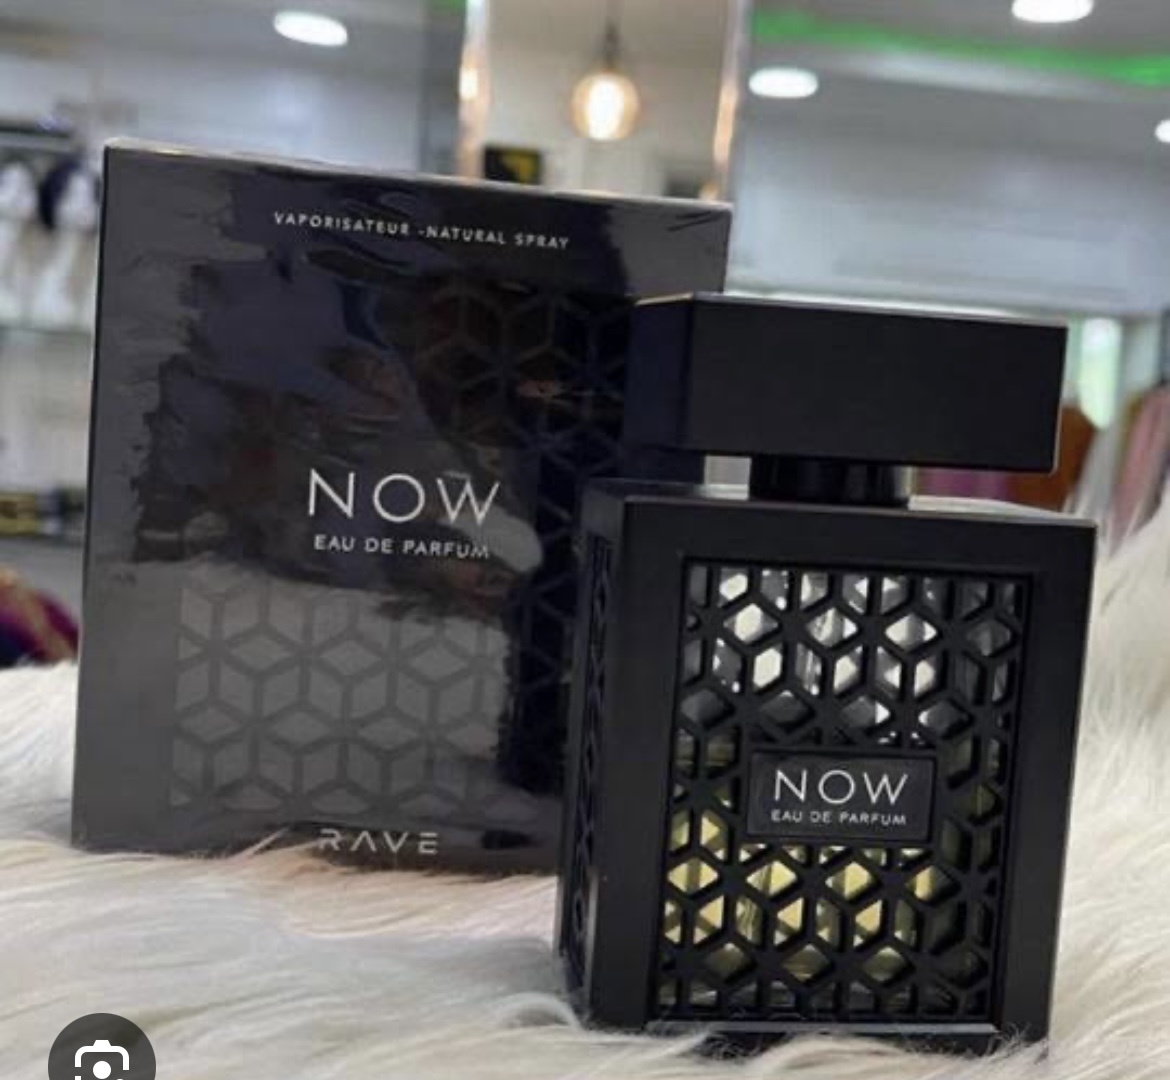 VAPORISATEUR -NATURAL SPRAY
NOW
EAU DE PARFUM
RAVE
NOW
EAU DE PARFUM